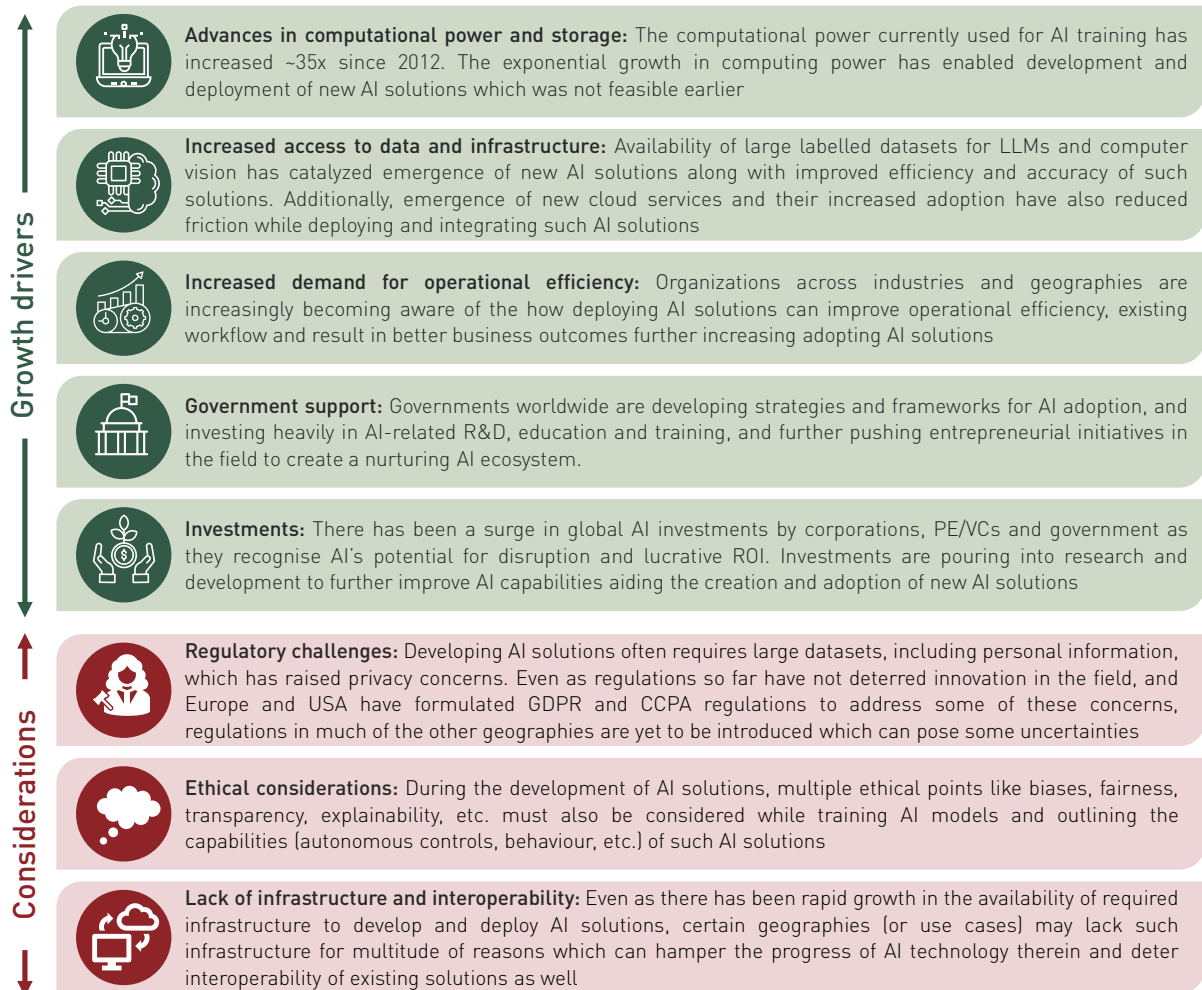 Growth drivers
Advances in computational power and storage: The computational power currently used for AI training has
increased ~35x since 2012. The exponential growth in computing power has enabled development and
deployment of new AI solutions which was not feasible earlier
Increased access to data and infrastructure: Availability of large labelled datasets for LLMs and computer
vision has catalyzed emergence of new AI solutions along with improved efficiency and accuracy of such
solutions. Additionally, emergence of new cloud services and their increased adoption have also reduced
friction while deploying and integrating such AI solutions
Increased demand for operational efficiency: Organizations across industries and geographies are
increasingly becoming aware of the how deploying AI solutions can improve operational efficiency, existing
workflow and result in better business outcomes further increasing adopting AI solutions
Government support: Governments worldwide are developing strategies and frameworks for AI adoption, and
investing heavily in AI-related R&D, education and training, and further pushing entrepreneurial initiatives in
the field to create a nurturing AI ecosystem.
Investments: There has been a surge in global AI investments by corporations, PE/VCs and government as
they recognise AI's potential for disruption and lucrative ROI. Investments are pouring into research and
development to further improve AI capabilities aiding the creation and adoption of new AI solutions
Considerations
Regulatory challenges: Developing AI solutions often requires large datasets, including personal information,
which has raised privacy concerns. Even as regulations so far have not deterred innovation in the field, and
Europe and USA have formulated GDPR and CCPA regulations to address some of these concerns,
regulations in much of the other geographies are yet to be introduced which can pose some uncertainties
Ethical considerations: During the development of AI solutions, multiple ethical points like biases, fairness,
transparency, explainability, etc. must also be considered while training AI models and outlining the
capabilities (autonomous controls, behaviour, etc.) of such AI solutions
Lack of infrastructure and interoperability: Even as there has been rapid growth in the availability of required
infrastructure to develop and deploy AI solutions, certain geographies (or use cases) may lack such
infrastructure for multitude of reasons which can hamper the progress of AI technology therein and deter
interoperability of existing solutions as well